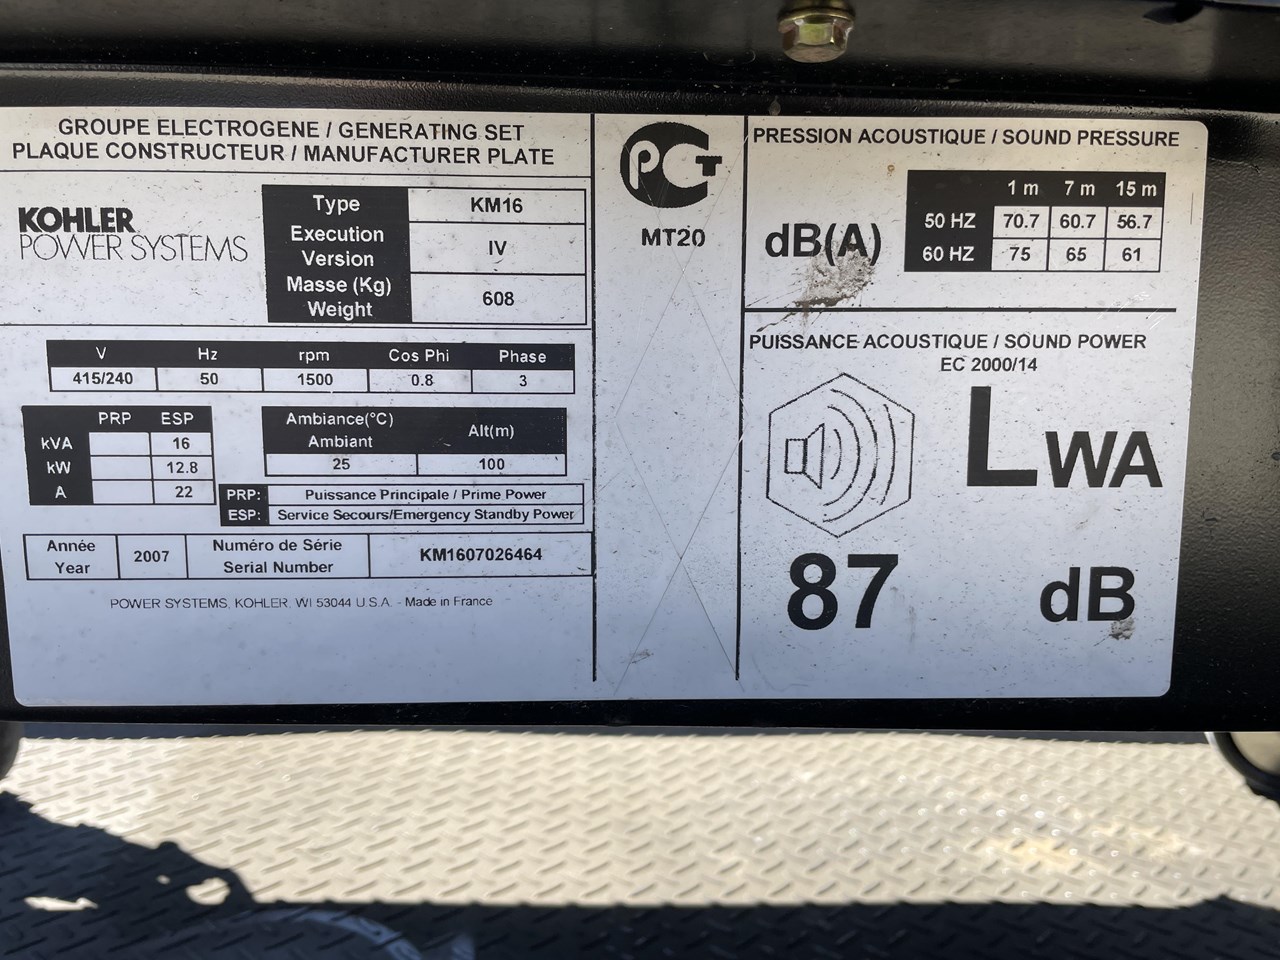 GROUPE ELECTROGENE / GENERATING SET
PLAQUE CONSTRUCTEUR / MANUFACTURER PLATE
KOHLER
POWER SYSTEMS
Type KM16
Execution
Version IV
Masse (Kg)
Weight 608
V Hz rpm Cos Phi Phase
415/240 50 1500 0.8 3
PRP ESP
kVA 16
kW 12.8
A 22
Ambiance(°C)
Ambiant Alt(m)
25 100
PRP: Puissance Principale / Prime Power
ESP: Service Secours/Emergency Standby Power
Année
Year 2007 Numéro de Série
Serial Number KM1607026464
POWER SYSTEMS, KOHLER, WI 53044 U.S.A. - Made in France
РСТ
MT20
PRESSION ACOUSTIQUE / SOUND PRESSURE
dB(A)
1 m 7 m 15 m
50 HZ 70.7 60.7 56.7
60 HZ 75 65 61
PUISSANCE ACOUSTIQUE / SOUND POWER
EC 2000/14
LWA
87 dB